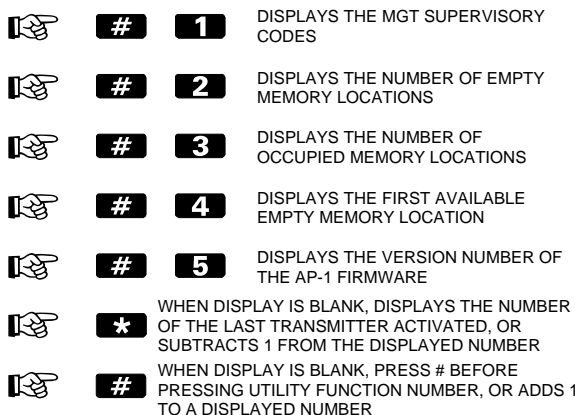 # 1 DISPLAYS THE MGT SUPERVISORY
CODES
# 2 DISPLAYS THE NUMBER OF EMPTY
MEMORY LOCATIONS
# 3 DISPLAYS THE NUMBER OF
OCCUPIED MEMORY LOCATIONS
# 4 DISPLAYS THE FIRST AVAILABLE
EMPTY MEMORY LOCATION
# 5 DISPLAYS THE VERSION NUMBER OF
THE AP-1 FIRMWARE
WHEN DISPLAY IS BLANK, DISPLAYS THE NUMBER
* OF THE LAST TRANSMITTER ACTIVATED, OR
SUBTRACTS 1 FROM THE DISPLAYED NUMBER
WHEN DISPLAY IS BLANK, PRESS # BEFORE
# PRESSING UTILITY FUNCTION NUMBER, OR ADDS 1
TO A DISPLAYED NUMBER